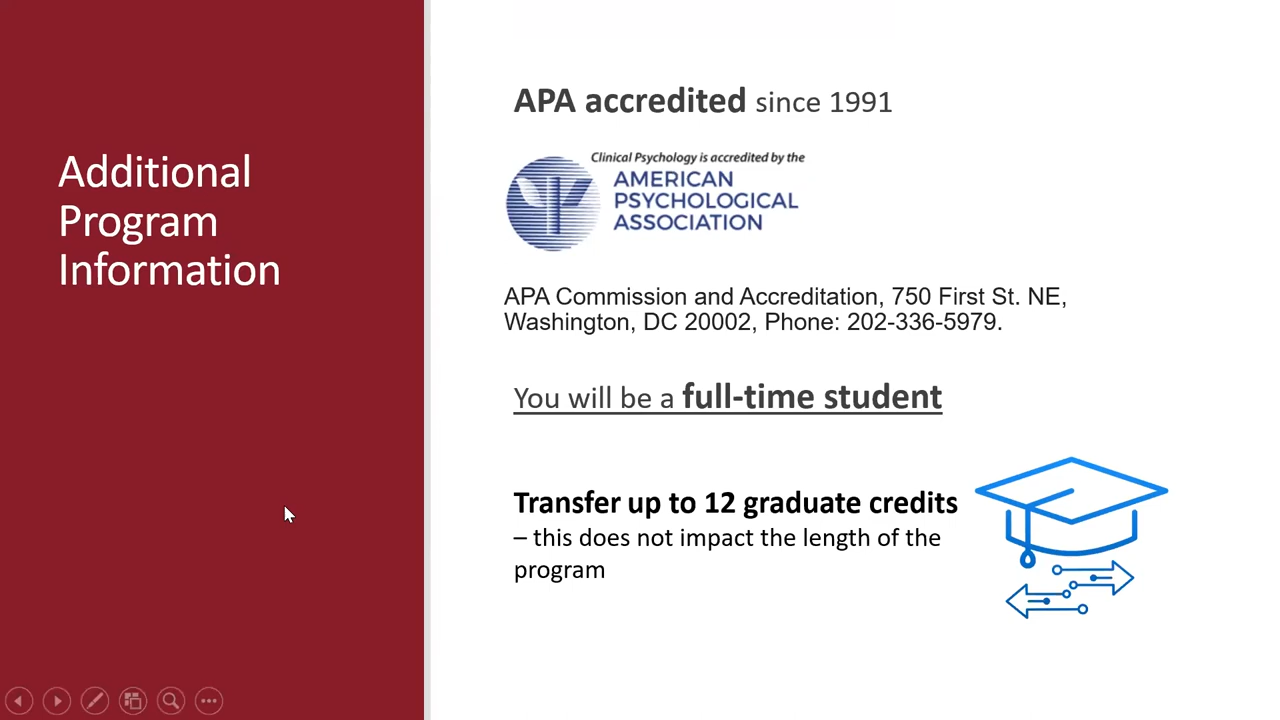 Additional
Program
Information
APA accredited since 1991
Clinical Psychology is accredited by the
AMERICAN
PSYCHOLOGICAL
ASSOCIATION
APA Commission and Accreditation, 750 First St. NE,
Washington, DC 20002, Phone: 202-336-5979.
You will be a full-time student
Transfer up to 12 graduate credits
– this does not impact the length of the
program